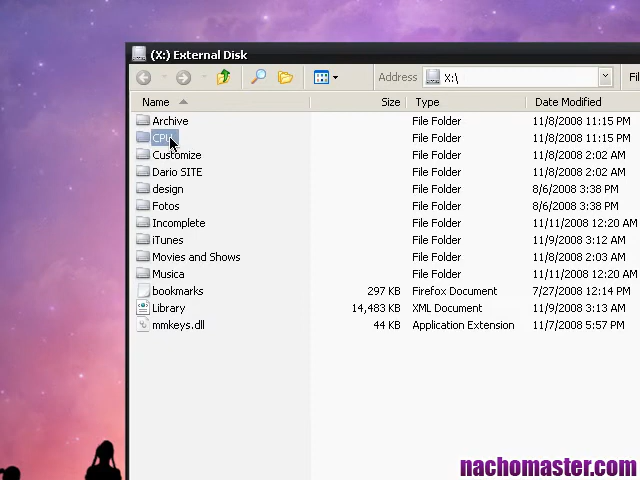 (X:) External Disk
Address X:\ Fil
Name Size Type Date Modified
Archive File Folder 11/8/2008 11:15 PM
CPU File Folder 11/8/2008 11:15 PM
Customize File Folder 11/8/2008 2:02 AM
Dario SITE File Folder 11/8/2008 2:02 AM
design File Folder 8/6/2008 3:38 PM
Fotos File Folder 8/6/2008 3:38 PM
Incomplete File Folder 11/11/2008 12:20 AM
iTunes File Folder 11/9/2008 3:12 AM
Movies and Shows File Folder 11/8/2008 2:03 AM
Musica File Folder 11/11/2008 12:20 AM
bookmarks 297 KB Firefox Document 7/27/2008 12:14 PM
Library 14,483 KB XML Document 11/9/2008 3:13 AM
mmkeys.dll 44 KB Application Extension 11/7/2008 5:57 PM
nachomaster.com